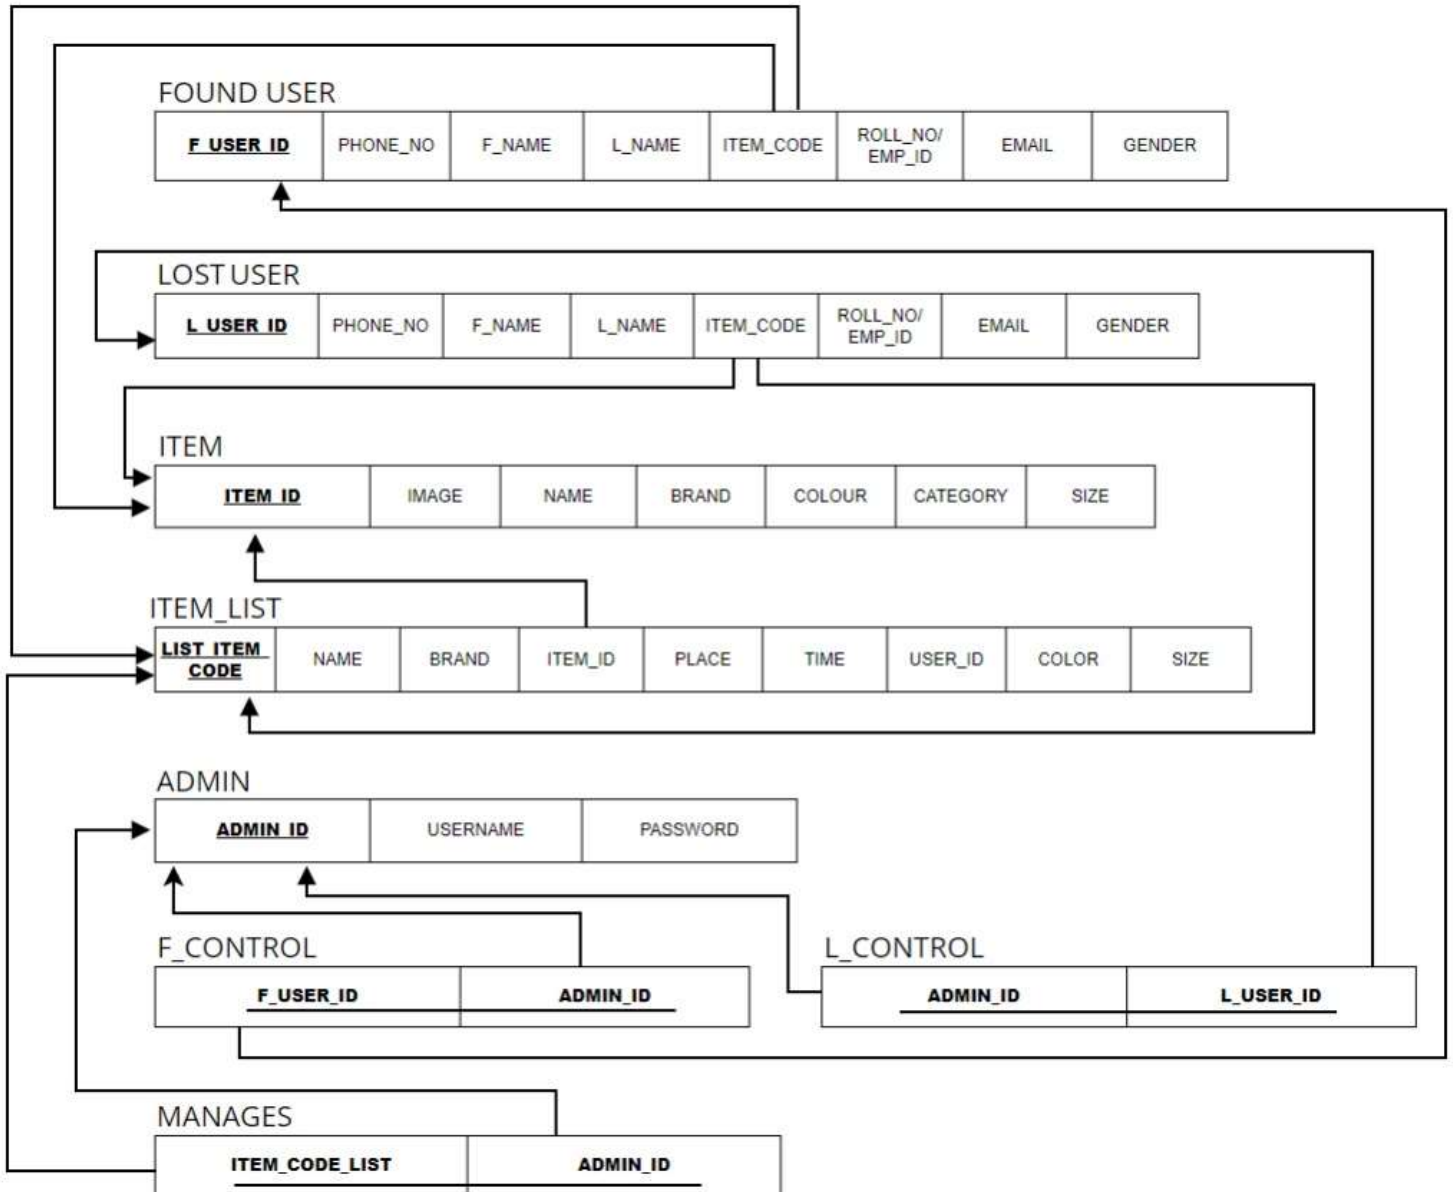 FOUND USER
F_USER_ID PHONE_NO F_NAME L_NAME ITEM_CODE ROLL_NO/ EMAIL GENDER
EMP_ID
LOST USER
L_USER_ID PHONE_NO F_NAME L_NAME ITEM_CODE ROLL_NO/ EMAIL GENDER
EMP_ID
ITEM
ITEM_ID IMAGE NAME BRAND COLOUR CATEGORY SIZE
ITEM_LIST
LIST_ITEM_ NAME BRAND ITEM_ID PLACE TIME USER_ID COLOR SIZE
CODE
ADMIN
ADMIN_ID USERNAME PASSWORD
F_CONTROL L_CONTROL
F_USER_ID ADMIN_ID ADMIN_ID L_USER_ID
MANAGES
ITEM_CODE_LIST ADMIN_ID